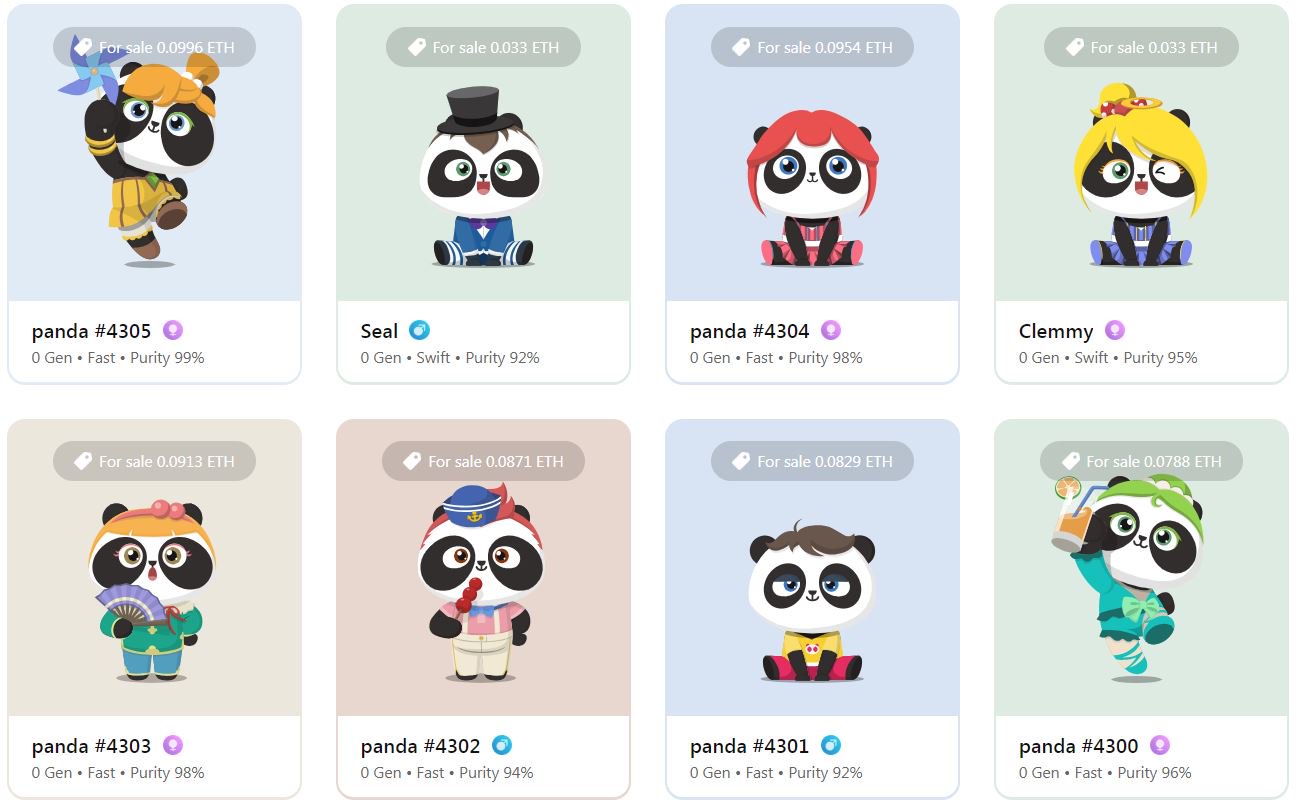 For sale 0.0996 ETH
For sale 0.033 ETH
For sale 0.0954 ETH
For sale 0.033 ETH
panda #4305
Seal
panda #4304
Clemmy
0 Gen • Fast • Purity 99%
0 Gen • Swift • Purity 92%
0 Gen • Fast • Purity 98%
0 Gen • Swift • Purity 95%
For sale 0.0913 ETH
For sale 0.0871 ETH
For sale 0.0829 ETH
For sale 0.0788 ETH
panda #4303
panda #4302
panda #4301
panda #4300
0 Gen • Fast • Purity 98%
0 Gen • Fast • Purity 94%
0 Gen • Fast • Purity 92%
0 Gen • Fast • Purity 96%